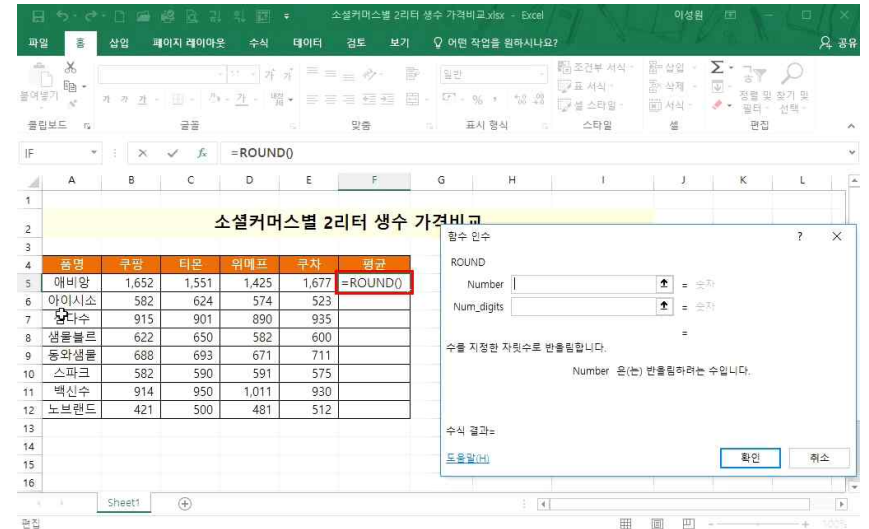 소셜커머스별 2리터 생수 가격비교.xlsx - Excel 이성원
파일 홈 삽입 페이지 레이아웃 수식 데이터 검토 보기 어떤 작업을 원하시나요? 공유
붙여넣기 가 가 가 가 가 일반 조건부 서식 표 서식 셀 스타일 삽입 삭제 서식 정렬 및 필터 찾기 및 선택
클립보드 글꼴 맞춤 표시 형식 스타일 셀 편집
IF =ROUND()
A B C D E F G H I J K L
1
2 소셜커머스별 2리터 생수 가격비교
3
4 품명 쿠팡 티몬 위메프 쿠차 평균
5 애비앙 1,652 1,551 1,425 1,677 =ROUND()
6 아이시소 582 624 574 523
7 다수 915 901 890 935
8 샘물블르 622 650 582 600
9 동와샘물 688 693 671 711
10 스파크 582 590 591 575
11 백신수 914 950 1,011 930
12 노브랜드 421 500 481 512
13
14
15
16
함수 인수 ? ×
ROUND
Number = 숫자
Num_digits = 숫자
=
수를 지정한 자릿수로 반올림합니다.
Number 은(는) 반올림하려는 수입니다.
수식 결과=
도움말(H) 확인 취소
Sheet1
편집 100%